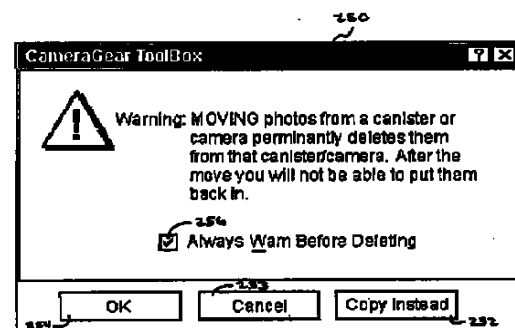 250
CameraGear ToolBox
Warning: MOVING photos from a canister or
camera perminantly deletes them
from that canister/camera. After the
move you will not be able to put them
back in.
256
Always Warn Before Deleting
253
OK Cancel Copy Instead
254 252